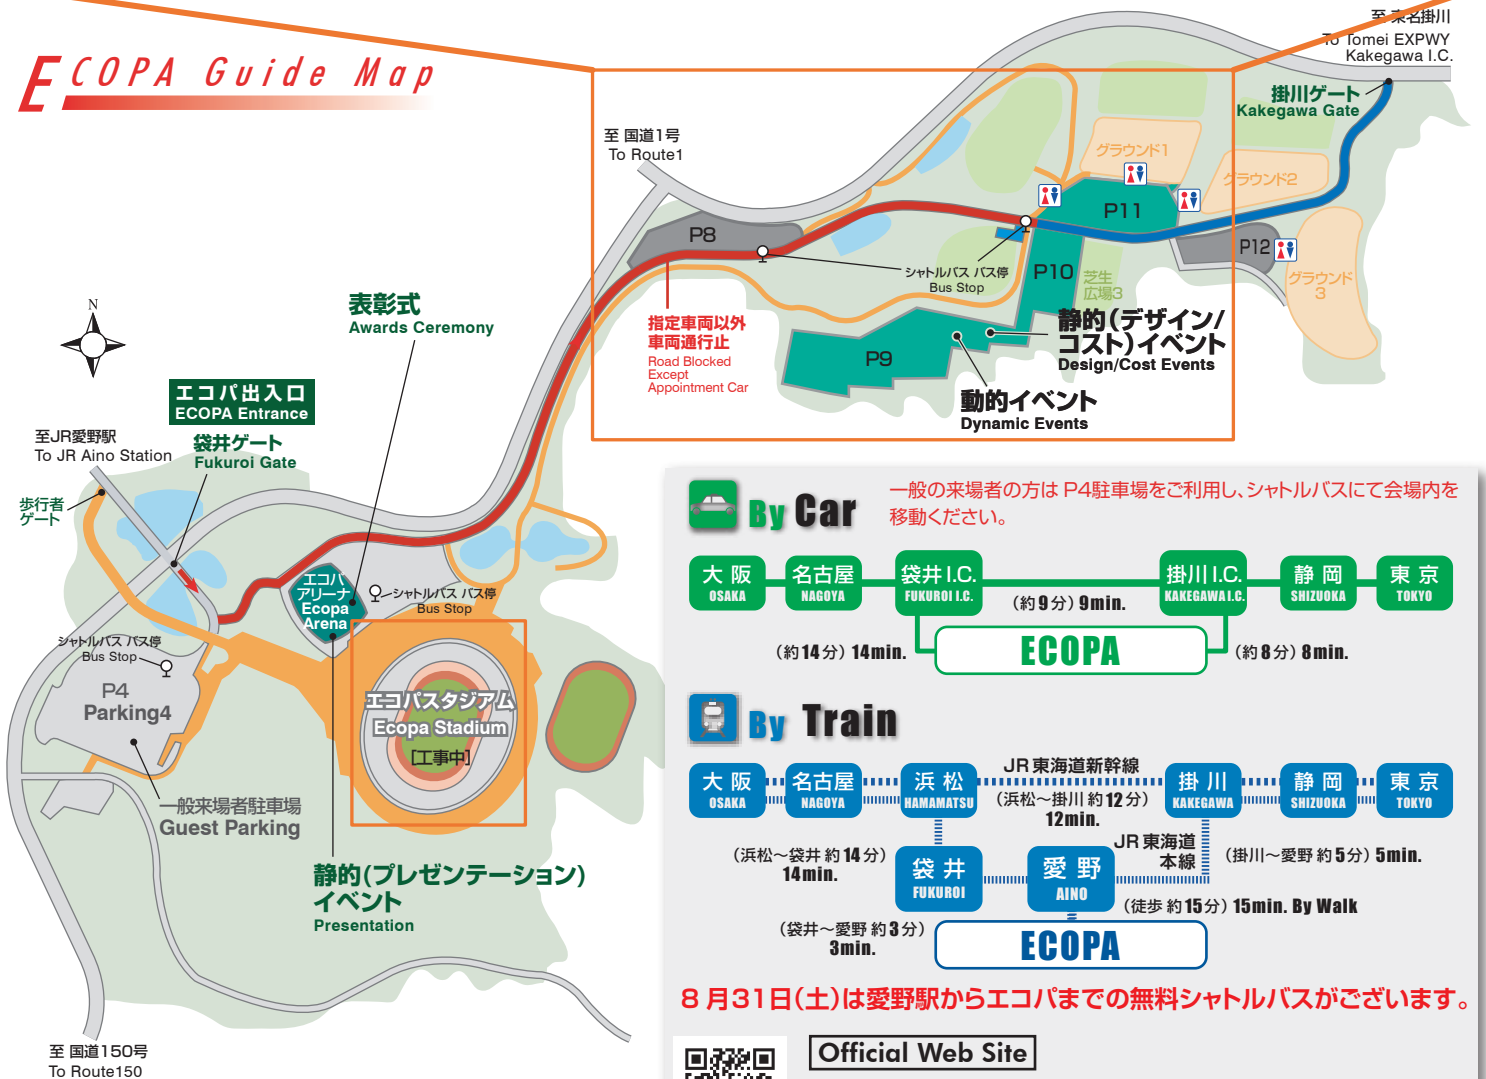 ECOPA Guide Map
至 東名掛川
To Tomei EXPWY
Kakegawa I.C.
掛川ゲート
Kakegawa Gate
至 国道1号
To Route1
グラウンド1
グラウンド2
P11
P8
P12
P10
シャトルバス バス停
Bus Stop
芝生
広場3
グラウンド
3
表彰式
Awards Ceremony
指定車両以外
車両通行止
Road Blocked
Except
Appointment Car
静的(デザイン/
コスト)イベント
Design/Cost Events
P9
動的イベント
Dynamic Events
N
エコパ出入口
ECOPA Entrance
至JR愛野駅
To JR Aino Station
袋井ゲート
Fukuroi Gate
歩行者
ゲート
エコパ
アリーナ
Ecopa
Arena
シャトルバス バス停
Bus Stop
シャトルバス バス停
Bus Stop
P4
Parking4
エコパスタジアム
Ecopa Stadium
[工事中]
一般来場者駐車場
Guest Parking
静的(プレゼンテーション)
イベント
Presentation
至 国道150号
To Route150
By Car
一般の来場者の方は P4駐車場をご利用し、シャトルバスにて会場内を
移動ください。
大阪 名古屋 袋井 I.C. 掛川 I.C. 静岡 東京
OSAKA NAGOYA FUKUROI I.C. KAKEGAWA I.C. SHIZUOKA TOKYO
(約9分) 9min.
(約14分) 14min.
ECOPA
(約8分) 8min.
By Train
JR東海道新幹線
大阪 名古屋 浜松 掛川 静岡 東京
OSAKA NAGOYA HAMAMATSU KAKEGAWA SHIZUOKA TOKYO
(浜松～掛川 約12分)
12min.
JR東海道
本線
(浜松～袋井 約14分)
14min.
(掛川～愛野 約5分) 5min.
袋井 愛野
FUKUROI AINO
(徒歩 約15分) 15min. By Walk
(袋井～愛野 約3分)
3min.
ECOPA
8月31日(土)は愛野駅からエコパまでの無料シャトルバスがございます。
Official Web Site